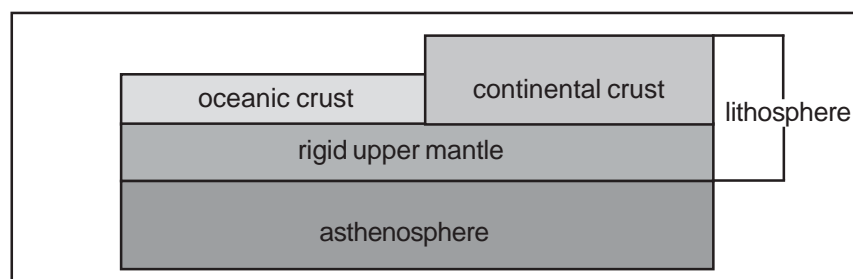 oceanic crust
continental crust
lithosphere
rigid upper mantle
asthenosphere